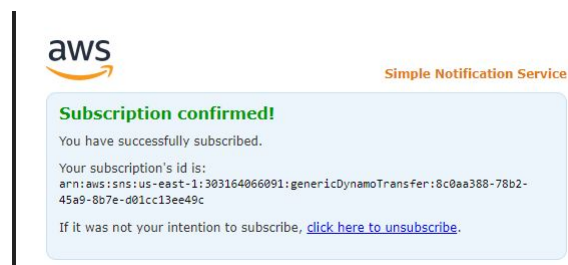 aws
Simple Notification Service
Subscription confirmed!
You have successfully subscribed.
Your subscription's id is:
arn:aws:sns:us-east-1:303164066091:genericDynamoTransfer:8c0aa388-78b2-
45a9-8b7e-d01cc13ee49c
If it was not your intention to subscribe, click here to unsubscribe.